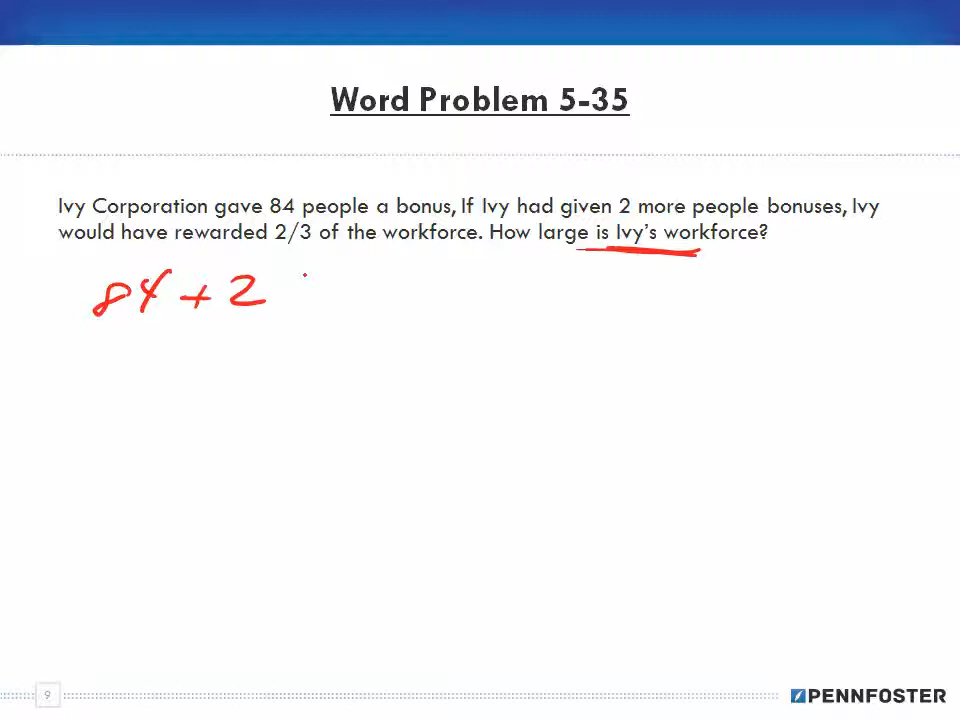 Word Problem 5-35
Ivy Corporation gave 84 people a bonus, If Ivy had given 2 more people bonuses, Ivy
would have rewarded 2/3 of the workforce. How large is Ivy's workforce?
84 + 2
9
PENNFOSTER